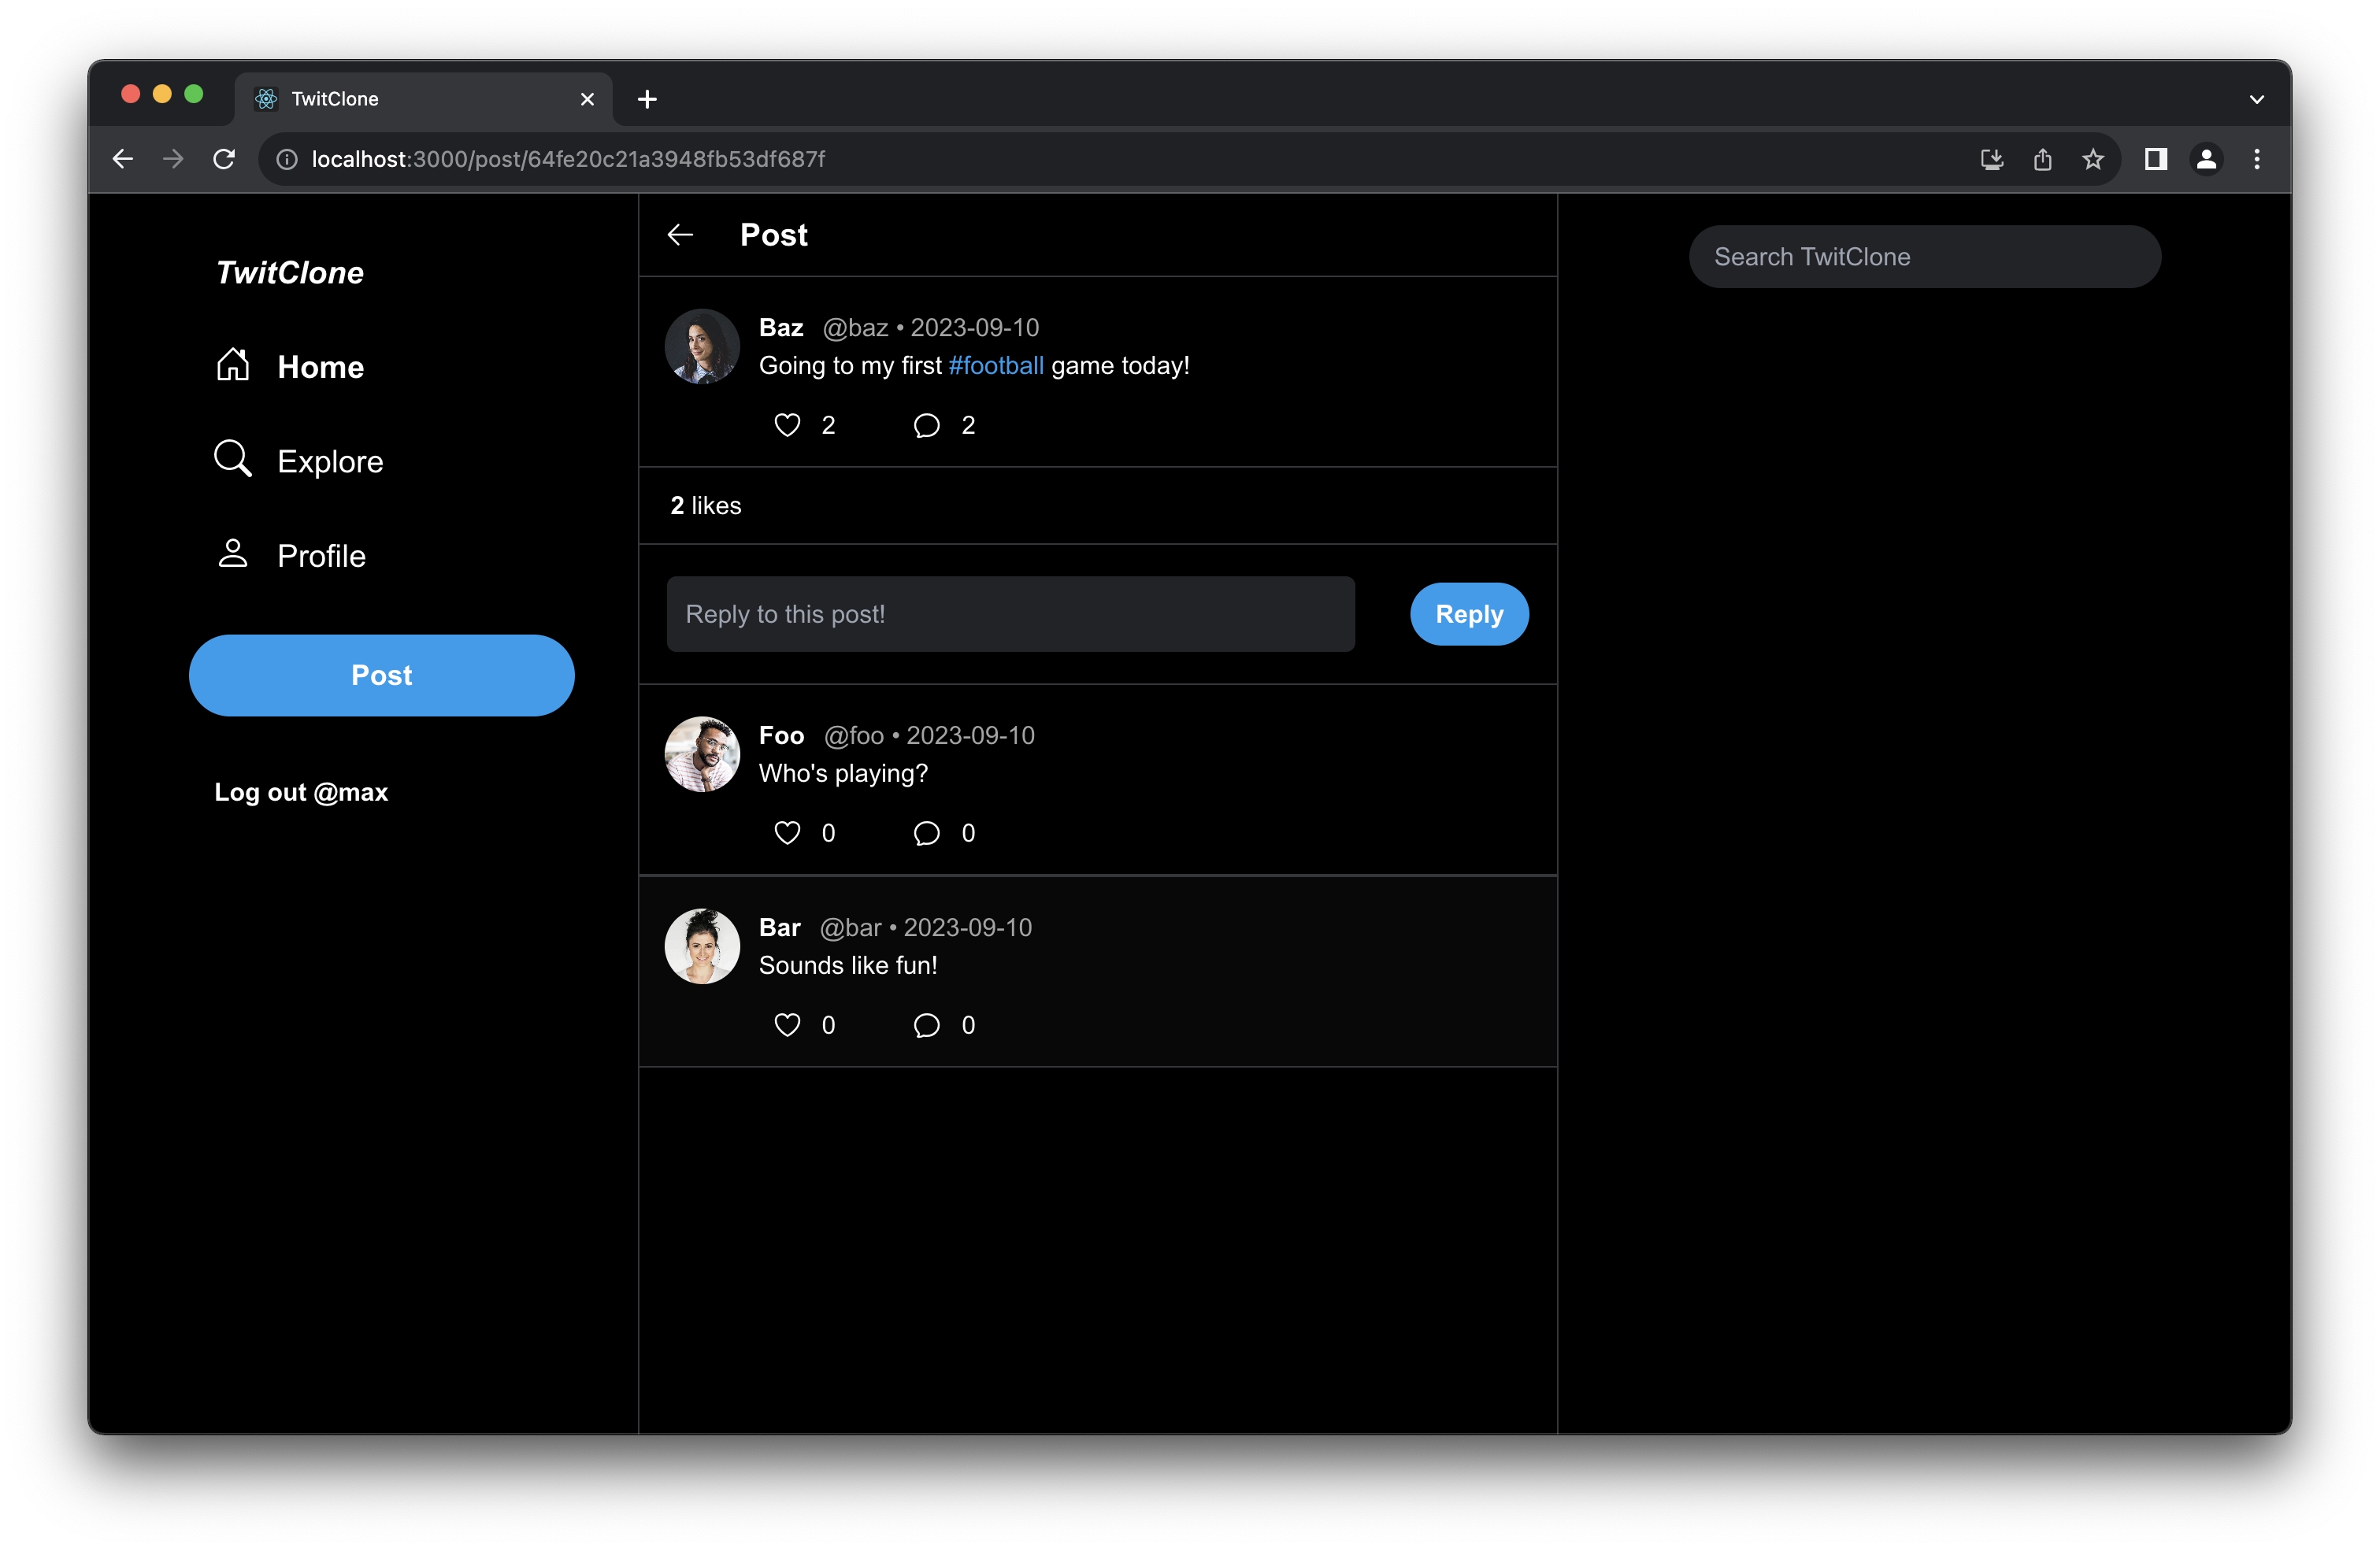 TwitClone
localhost:3000/post/64fe20c21a3948fb53df687f
TwitClone
Home
Explore
Profile
Post
Log out @max
Post
Baz @baz • 2023-09-10
Going to my first #football game today!
2 2
2 likes
Reply to this post!
Reply
Foo @foo • 2023-09-10
Who's playing?
0 0
Bar @bar • 2023-09-10
Sounds like fun!
0 0
Search TwitClone